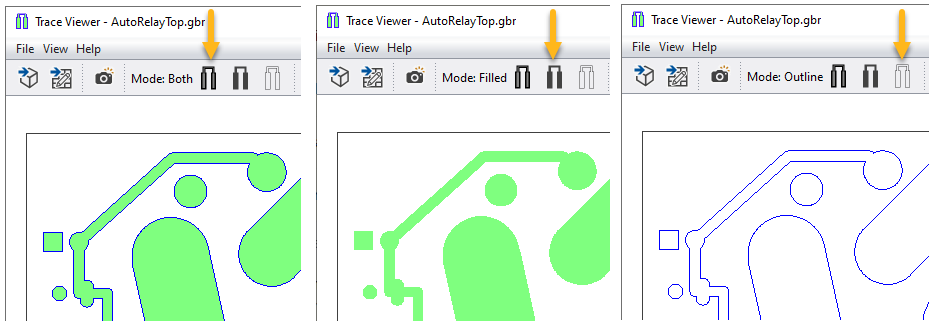 Trace Viewer - AutoRelayTop.gbr
File View Help
Mode: Both
Trace Viewer - AutoRelayTop.gbr
File View Help
Mode: Filled
Trace Viewer - AutoRelayTop.gbr
File View Help
Mode: Outline